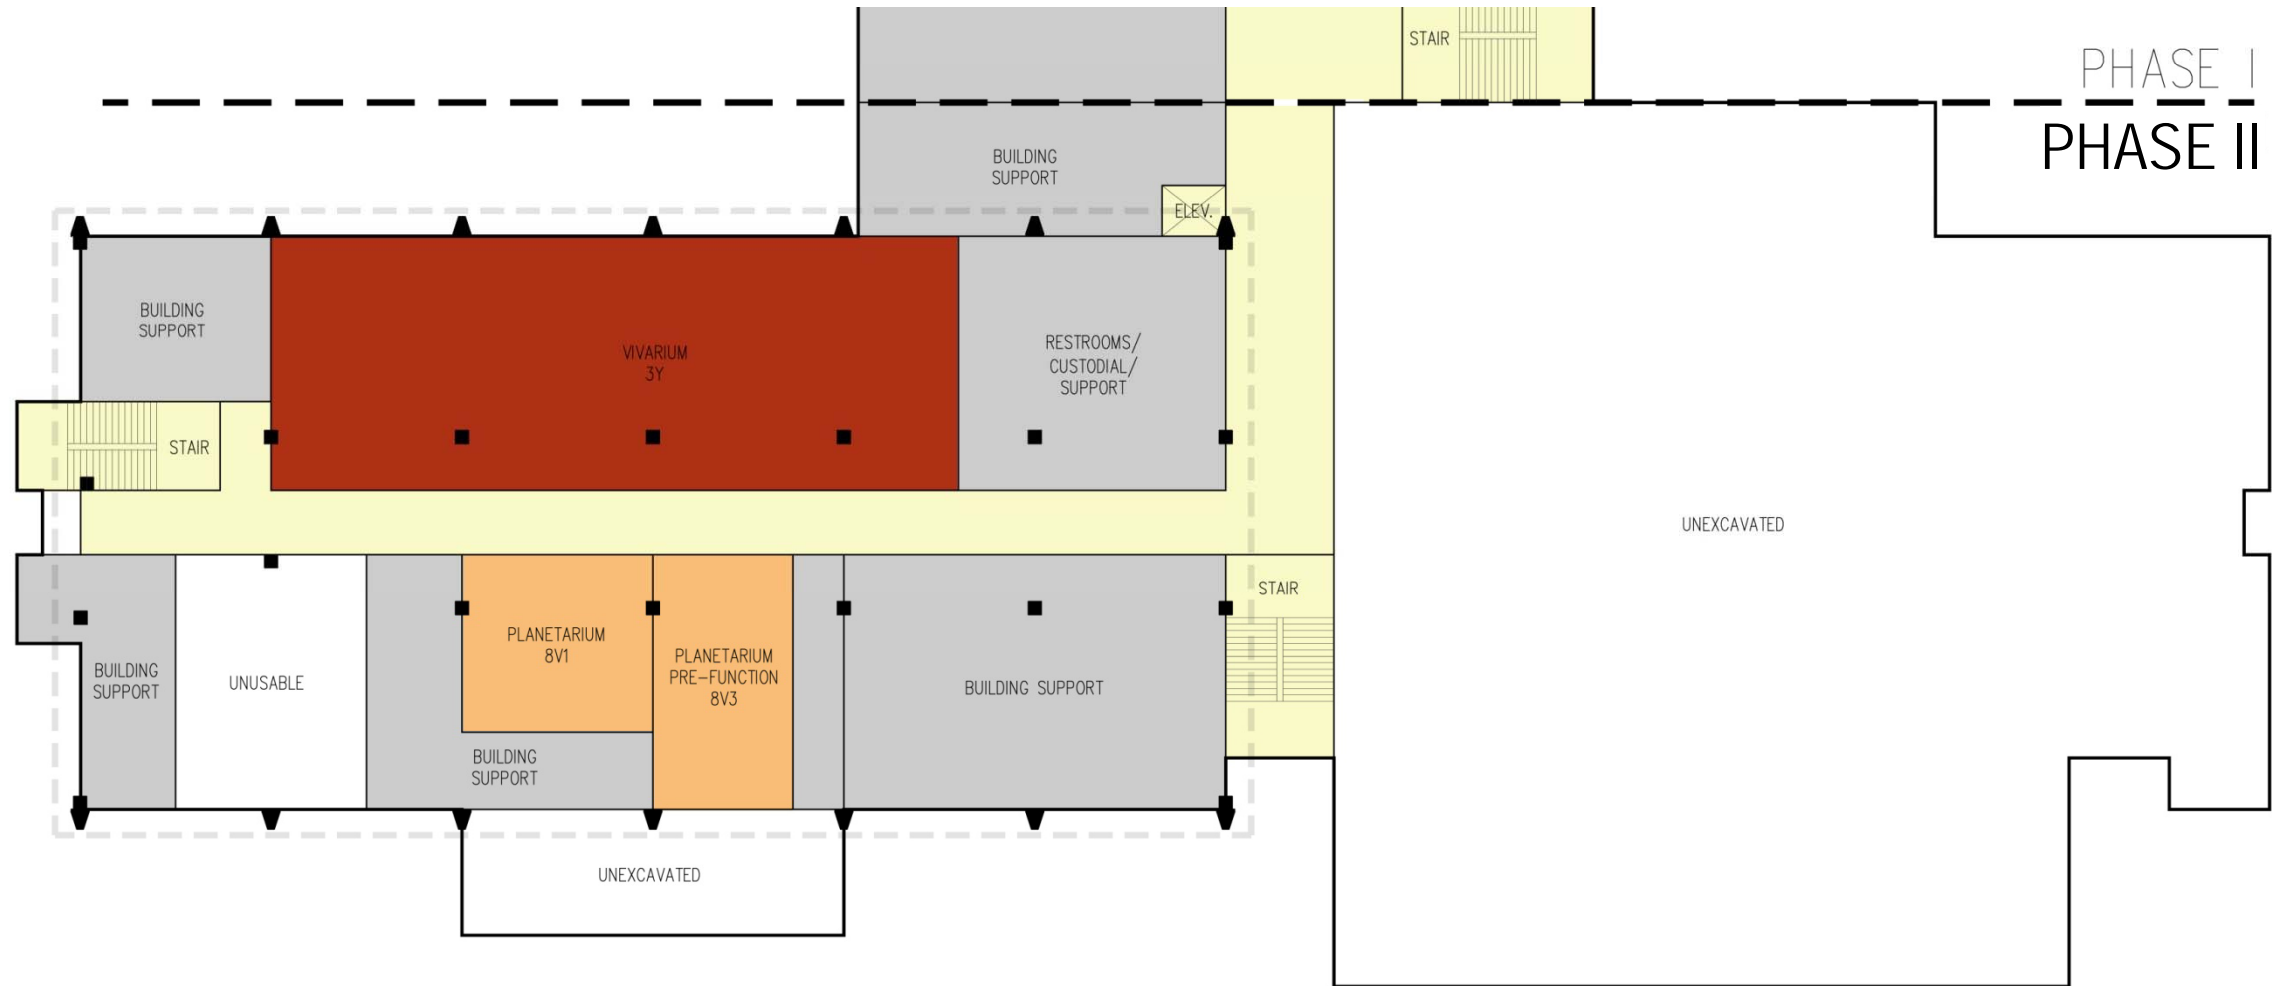 STAIR
PHASE I
PHASE II
BUILDING
SUPPORT
ELEV.
BUILDING
SUPPORT
VIVARIUM
3Y
RESTROOMS/
CUSTODIAL/
SUPPORT
STAIR
UNEXCAVATED
STAIR
PLANETARIUM
8V1
PLANETARIUM
PRE-FUNCTION
8V3
BUILDING
SUPPORT
UNUSABLE
BUILDING SUPPORT
BUILDING
SUPPORT
UNEXCAVATED